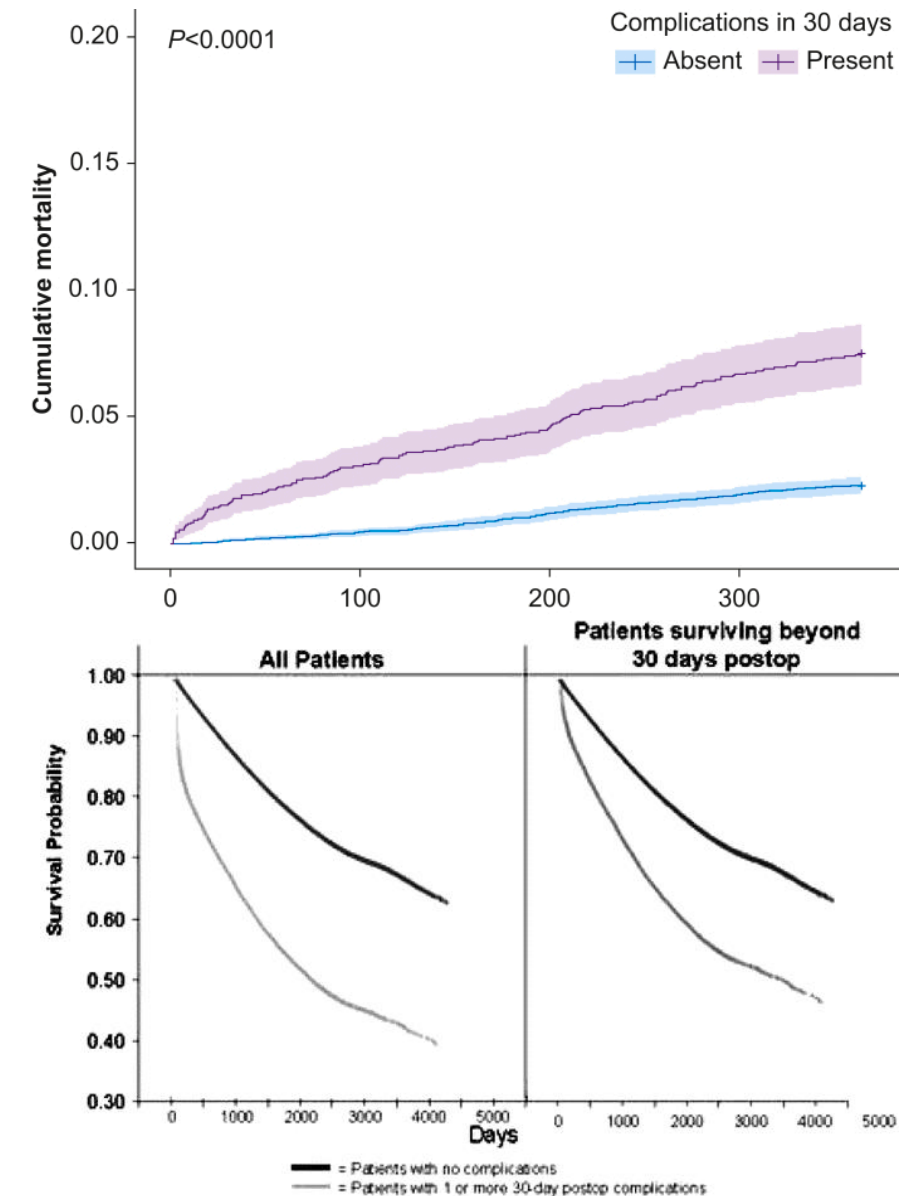 Complications in 30 days
Absent Present
P<0.0001
Cumulative mortality
0.20
0.15
0.10
0.05
0.00
0 100 200 300
All Patients
Patients surviving beyond
30 days postop
Survival Probability
1.00
0.90
0.80
0.70
0.60
0.50
0.40
0.30
0 1000 2000 3000 4000 5000
0 1000 2000 3000 4000 5000
Days
= Patients with no complications
= Patients with 1 or more 30-day postop complications